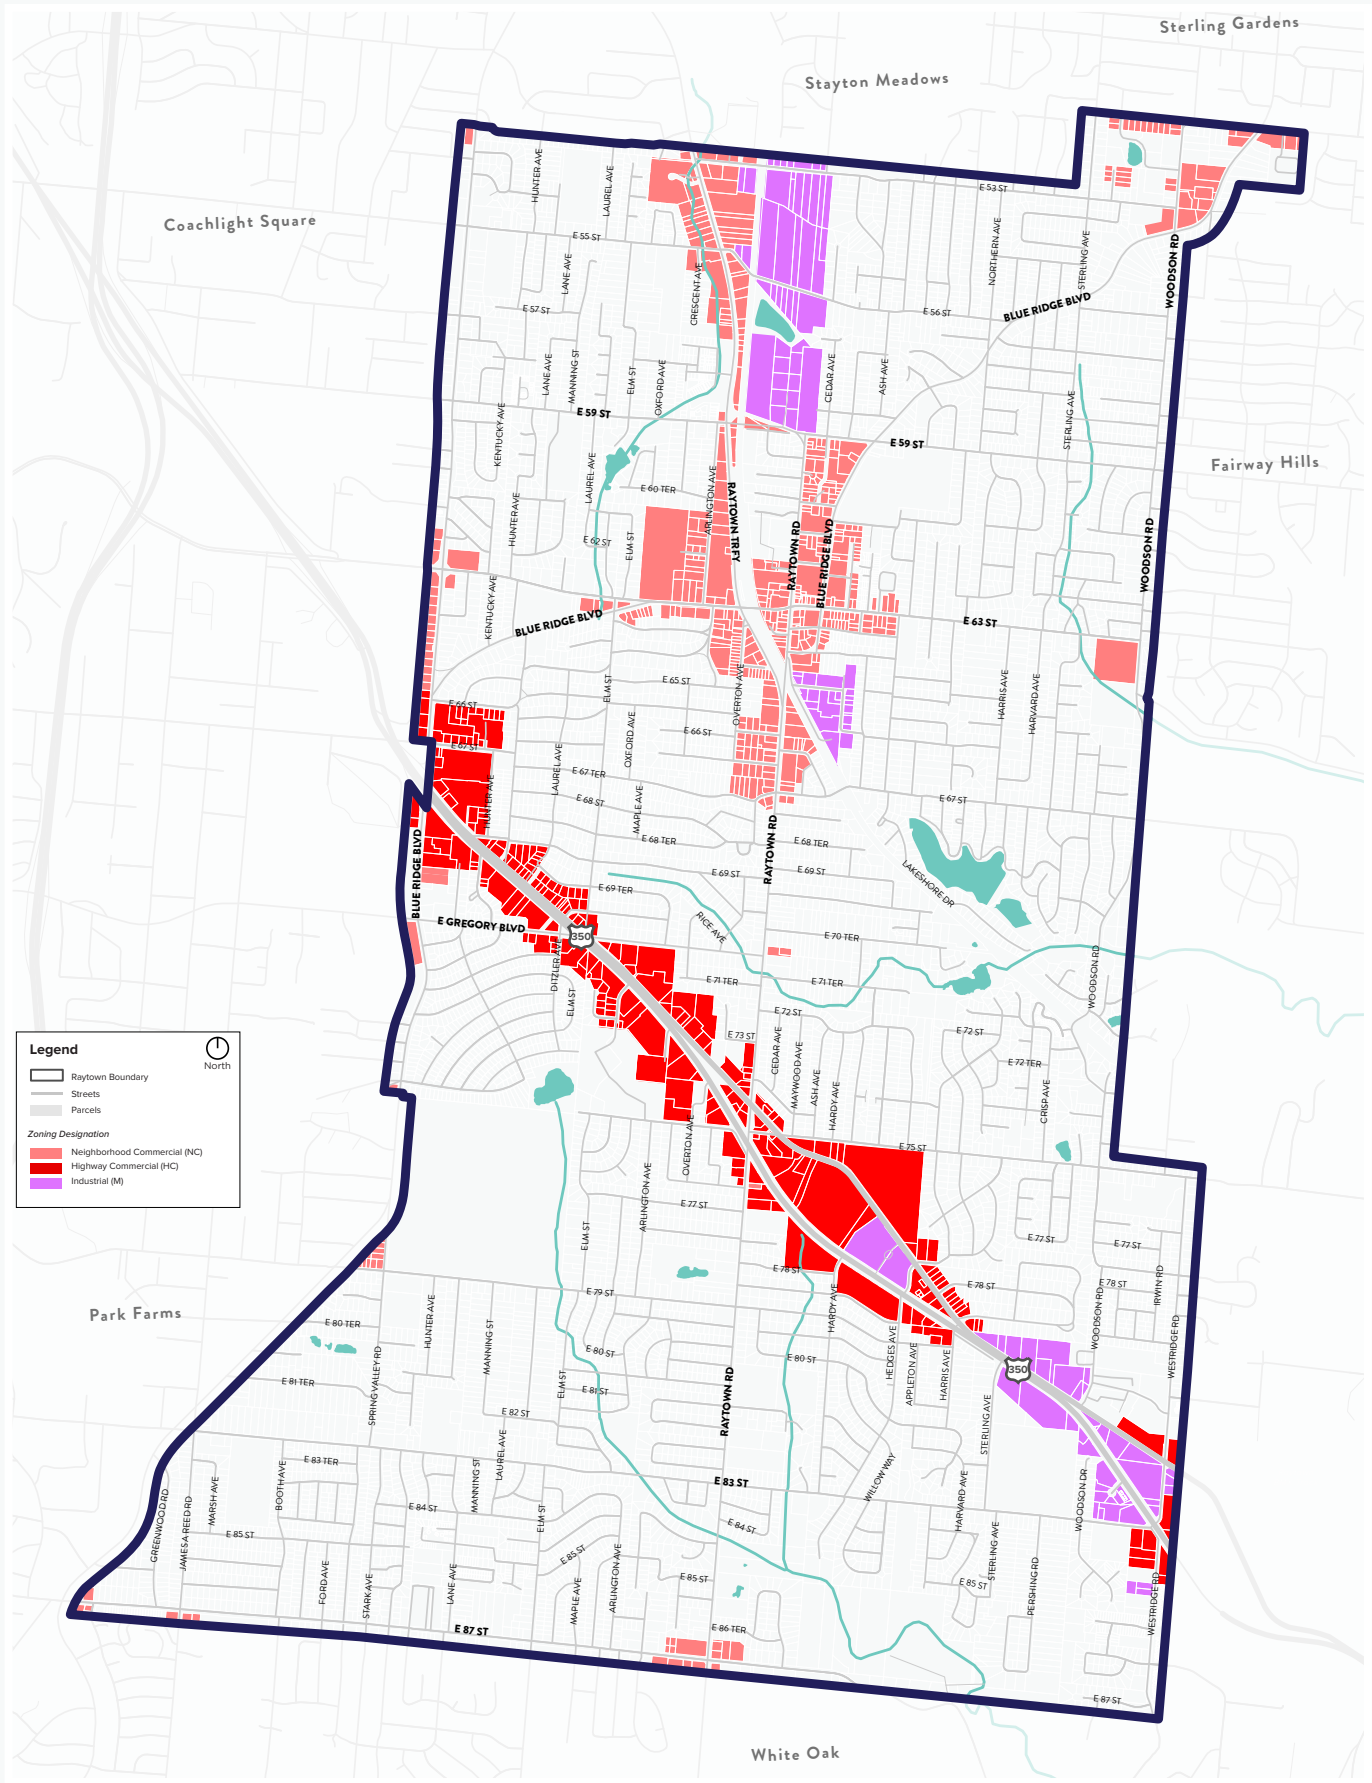 Sterling Gardens
Stayton Meadows
Coachlight Square
Fairway Hills
Park Farms
White Oak
HUNTER AVE
LAUREL AVE
E 53 ST
E 55 ST
LANE AVE
CRESCENT AVE
NORTHERN AVE
STERLING AVE
WOODSON RD
BLUE RIDGE BLVD
E 57 ST
E 56 ST
LANE AVE
MANNING ST
ELM ST
OXFORD AVE
CEDAR AVE
ASH AVE
KENTUCKY AVE
E 59 ST
E 59 ST
STERLING AVE
LAUREL AVE
E 60 TER
ARLINGTON AVE
RAYTOWN TRFY
HUNTER AVE
E 62 ST
ELM ST
RAYTOWN RD
BLUE RIDGE BLVD
WOODSON RD
KENTUCKY AVE
BLUE RIDGE BLVD
E 63 ST
E 65 ST
ELM ST
OVERTON AVE
HARRIS AVE
HARVARD AVE
E 66 ST
E 66 ST
E 67 ST
OXFORD AVE
LAUREL AVE
E 67 TER
HUNTER AVE
E 68 ST
MAPLE AVE
E 67 ST
E 68 TER
E 68 TER
RAYTOWN RD
BLUE RIDGE BLVD
E 69 ST
E 69 ST
LAKESHORE DR
E 69 TER
E GREGORY BLVD
350
RICE AVE
E 70 TER
DITZLER AVE
ELM ST
E 71 TER
E 71 TER
WOODSON RD
E 72 ST
E 72 ST
E 73 ST
CEDAR AVE
MAYWOOD AVE
ASH AVE
HARDY AVE
E 72 TER
CRISP AVE
Legend
North
Raytown Boundary
Streets
Parcels
Zoning Designation
Neighborhood Commercial (NC)
Highway Commercial (HC)
Industrial (M)
OVERTON AVE
E 75 ST
ARLINGTON AVE
E 77 ST
ELM ST
E 77 ST
E 77 ST
E 78 ST
E 78 ST
E 78 ST
IRWIN RD
E 79 ST
HARDY AVE
WOODSON RD
WESTRIDGE RD
E 80 TER
HUNTER AVE
MANNING ST
SPRING VALLEY RD
E 80 ST
E 80 ST
HEDGES AVE
APPLETON AVE
HARRIS AVE
350
E 81 TER
ELM ST
E 81 ST
RAYTOWN RD
STERLING AVE
E 82 ST
LAUREL AVE
E 83 TER
E 83 ST
WILLOW WAY
GREENWOOD RD
JAMES A REED RD
MARSH AVE
BOOTH AVE
MANNING ST
E 84 ST
E 84 ST
ELM ST
HARVARD AVE
WOODSON DR
E 85 ST
E 85 ST
E 85 ST
E 85 ST
STERLING AVE
FORD AVE
STARK AVE
LANE AVE
MAPLE AVE
ARLINGTON AVE
PERSHING RD
WESTRIDGE RD
E 86 TER
E 87 ST
E 87 ST